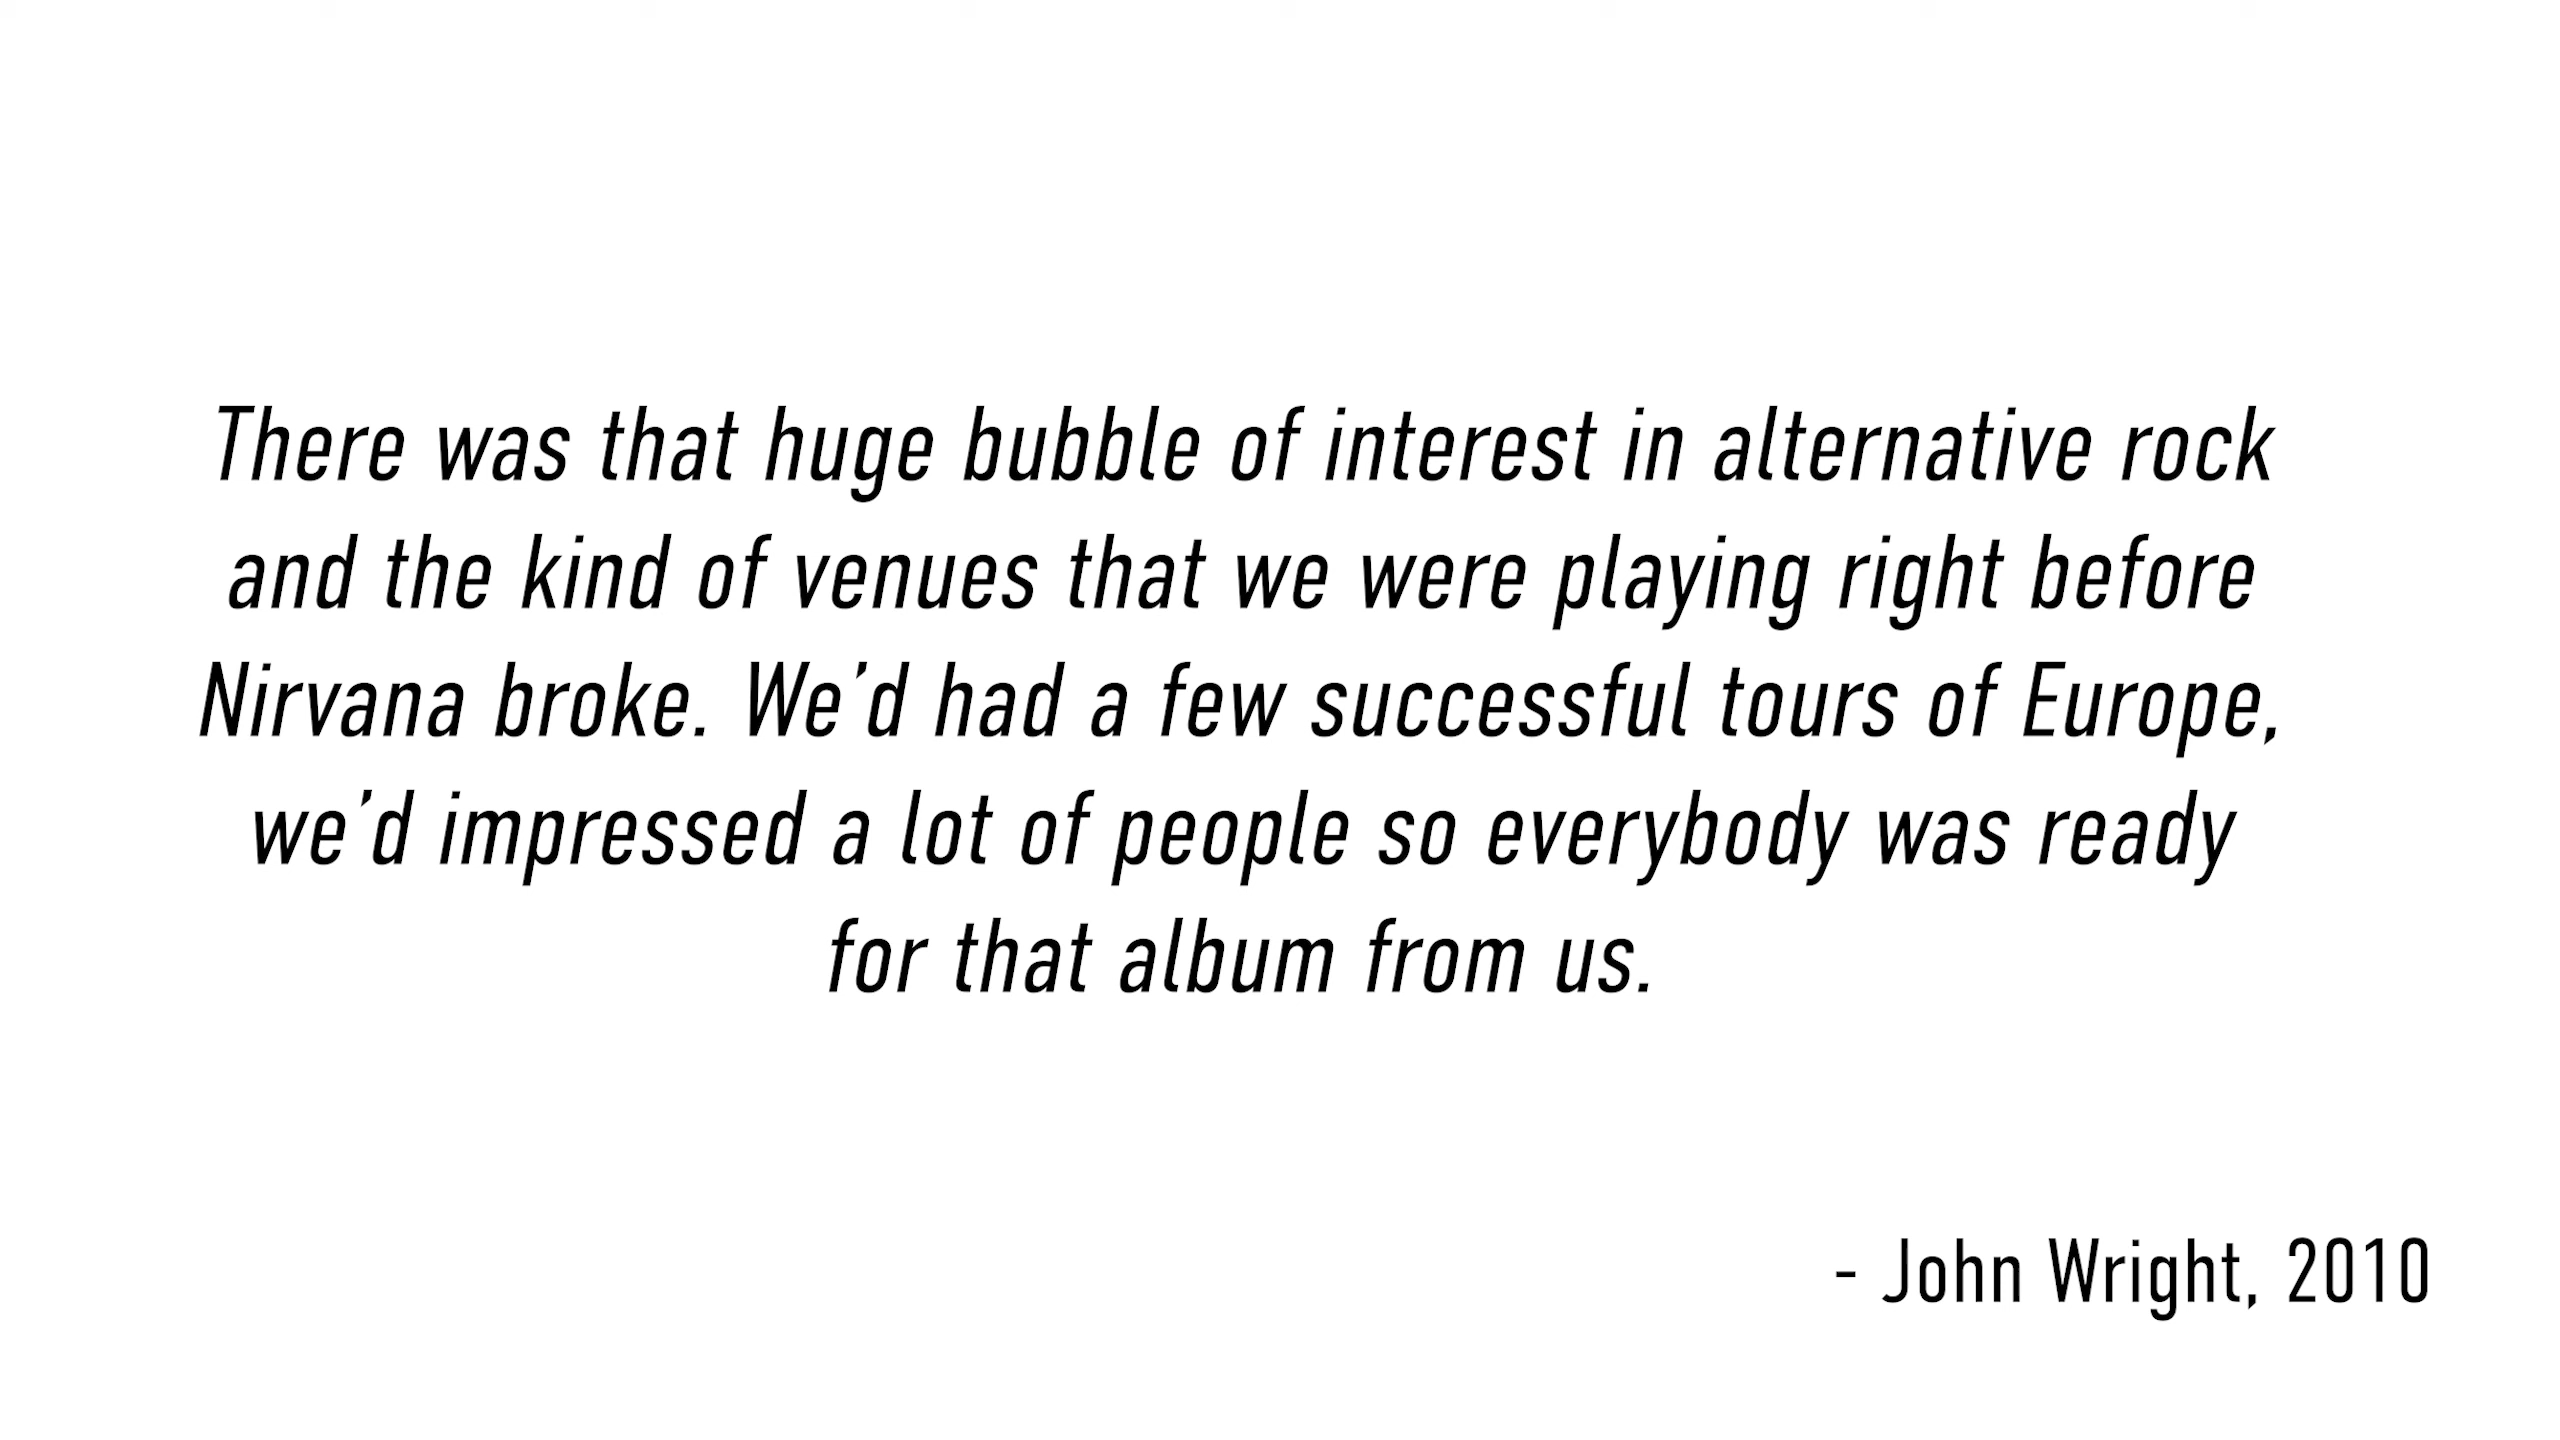 There was that huge bubble of interest in alternative rock
and the kind of venues that we were playing right before
Nirvana broke. We’d had a few successful tours of Europe,
we’d impressed a lot of people so everybody was ready
for that album from us.
- John Wright, 2010